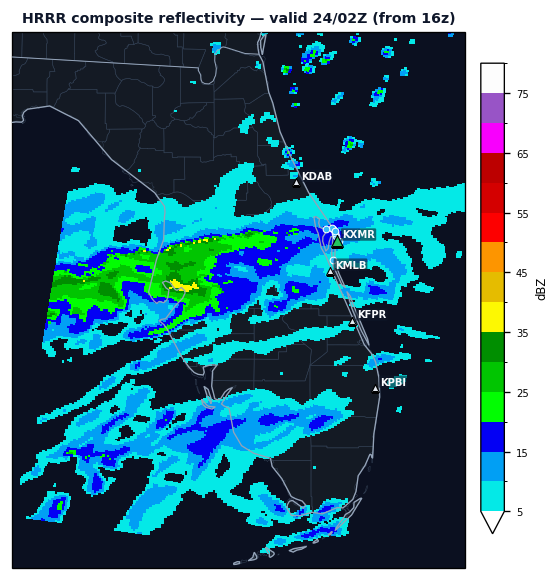 HRRR composite reflectivity — valid 24/02Z (from 16z)
KDAB
KXMR
KMLB
KFPR
KPBI
75
65
55
45
35
25
15
5
dBZ